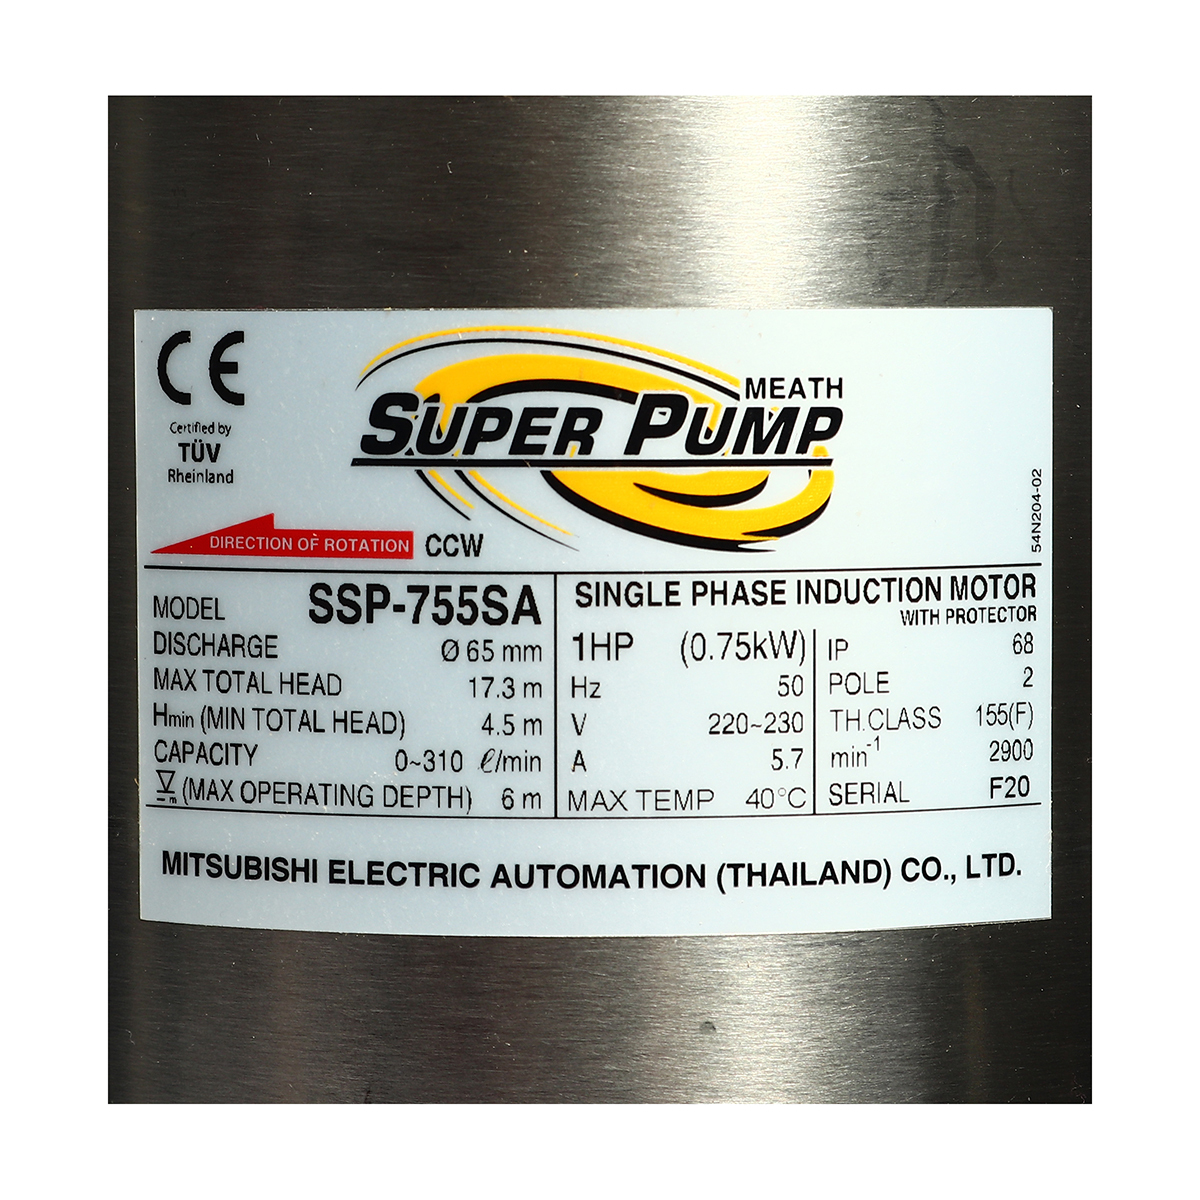 CE
Certified by
TÜV
Rheinland
MEATH
SUPER PUMP
54N204-02
DIRECTION OF ROTATION CCW
MODEL SSP-755SA
DISCHARGE Ø 65 mm
MAX TOTAL HEAD 17.3 m
Hmin (MIN TOTAL HEAD) 4.5 m
CAPACITY 0~310 ℓ/min
(MAX OPERATING DEPTH) 6 m
SINGLE PHASE INDUCTION MOTOR
WITH PROTECTOR
1HP (0.75kW) IP 68
Hz 50 POLE 2
V 220~230 TH.CLASS 155(F)
A 5.7 min⁻¹ 2900
MAX TEMP 40°C SERIAL F20
MITSUBISHI ELECTRIC AUTOMATION (THAILAND) CO., LTD.